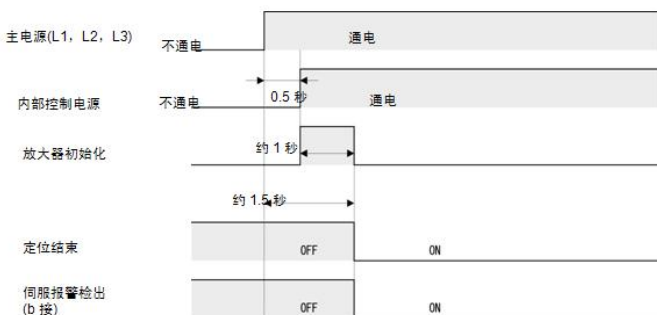 主电源(L1，L2，L3) 不通电 通电
0.5 秒
内部控制电源 不通电 通电
放大器初始化 约 1 秒
约 1.5 秒
定位结束 OFF ON
伺服报警检出
(b 接) OFF ON